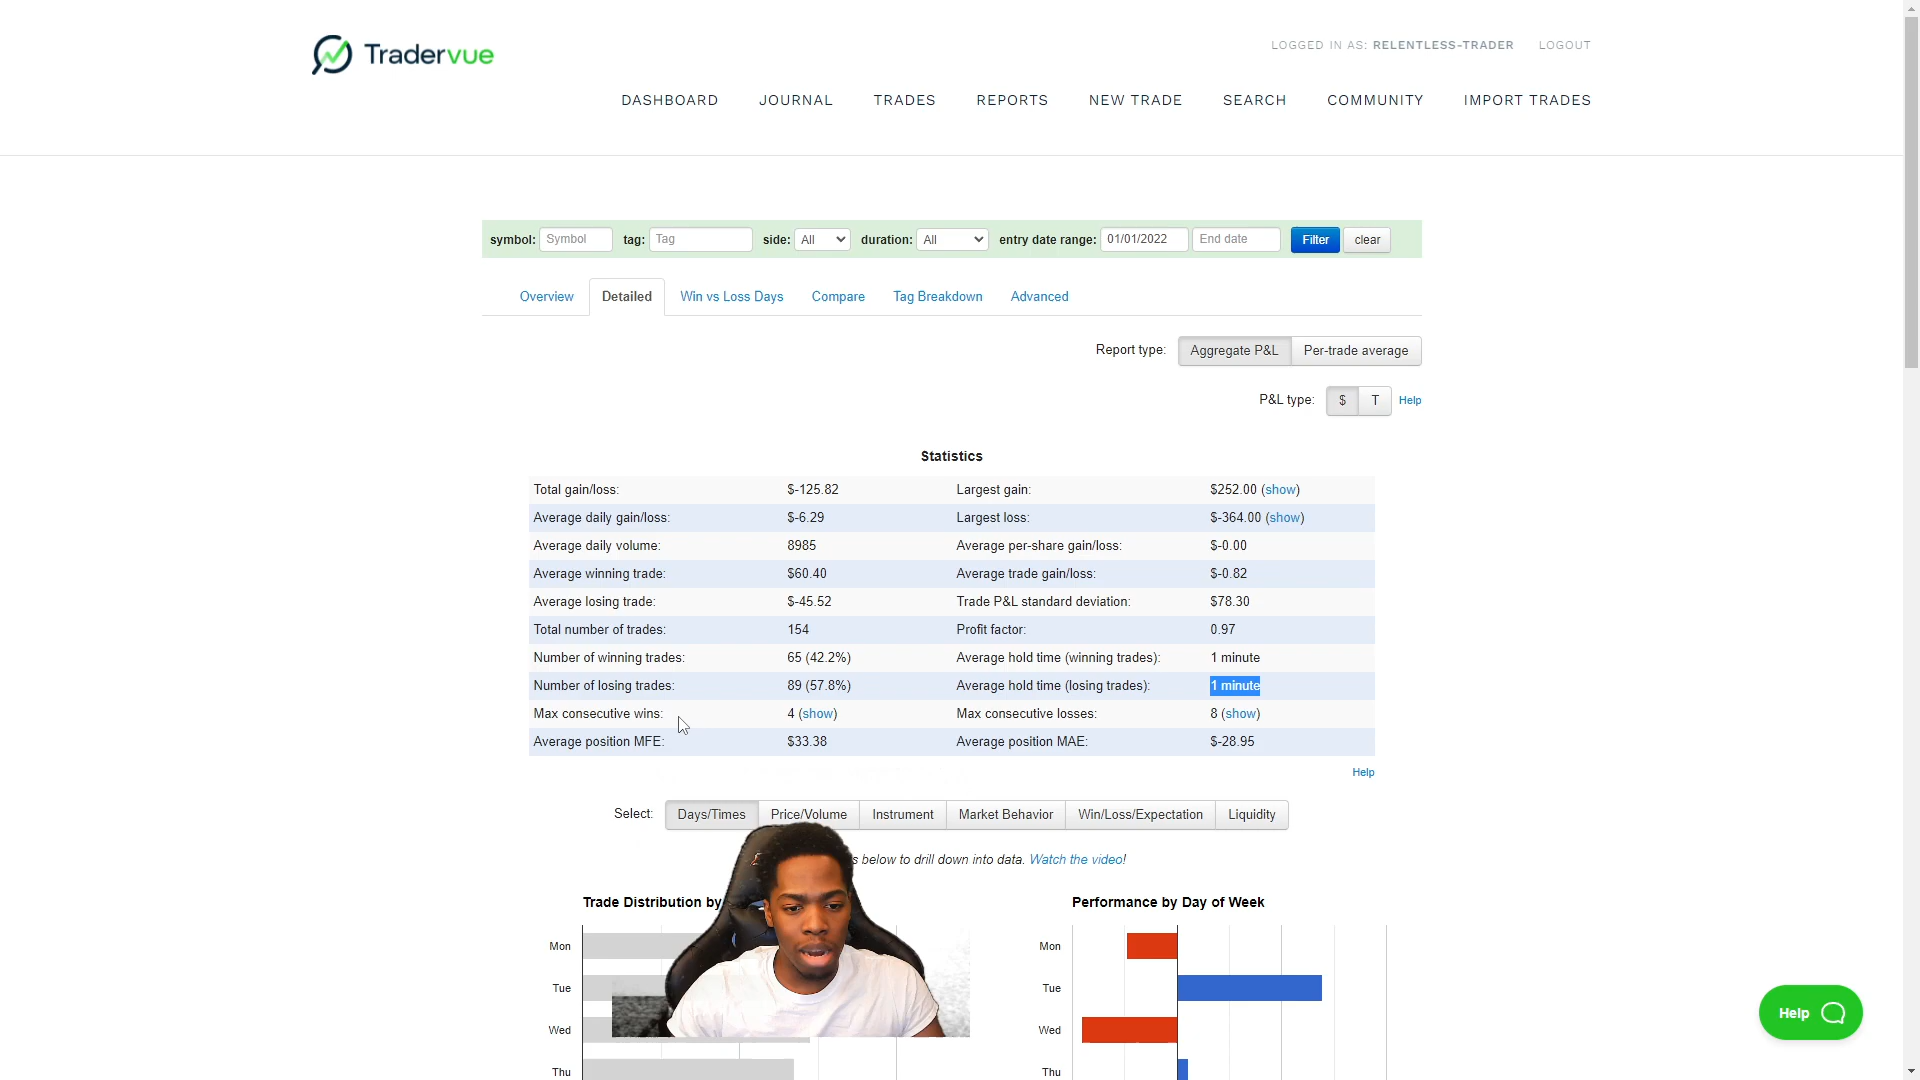 Tradervue
LOGGED IN AS: RELENTLESS-TRADER LOGOUT
DASHBOARD JOURNAL TRADES REPORTS NEW TRADE SEARCH COMMUNITY IMPORT TRADES
symbol: Symbol tag: Tag side: All duration: All entry date range: 01/01/2022 End date Filter clear
Overview Detailed Win vs Loss Days Compare Tag Breakdown Advanced
Report type: Aggregate P&L Per-trade average
P&L type: $ T Help
Statistics
Total gain/loss: $-125.82 Largest gain: $252.00 (show)
Average daily gain/loss: $-6.29 Largest loss: $-364.00 (show)
Average daily volume: 8985 Average per-share gain/loss: $-0.00
Average winning trade: $60.40 Average trade gain/loss: $-0.82
Average losing trade: $-45.52 Trade P&L standard deviation: $78.30
Total number of trades: 154 Profit factor: 0.97
Number of winning trades: 65 (42.2%) Average hold time (winning trades): 1 minute
Number of losing trades: 89 (57.8%) Average hold time (losing trades): 1 minute
Max consecutive wins: 4 (show) Max consecutive losses: 8 (show)
Average position MFE: $33.38 Average position MAE: $-28.95
Help
Select: Days/Times Price/Volume Instrument Market Behavior Win/Loss/Expectation Liquidity
below to drill down into data. Watch the video!
Trade Distribution by Performance by Day of Week
Mon Mon
Tue Tue
Wed Wed
Thu Thu
Help